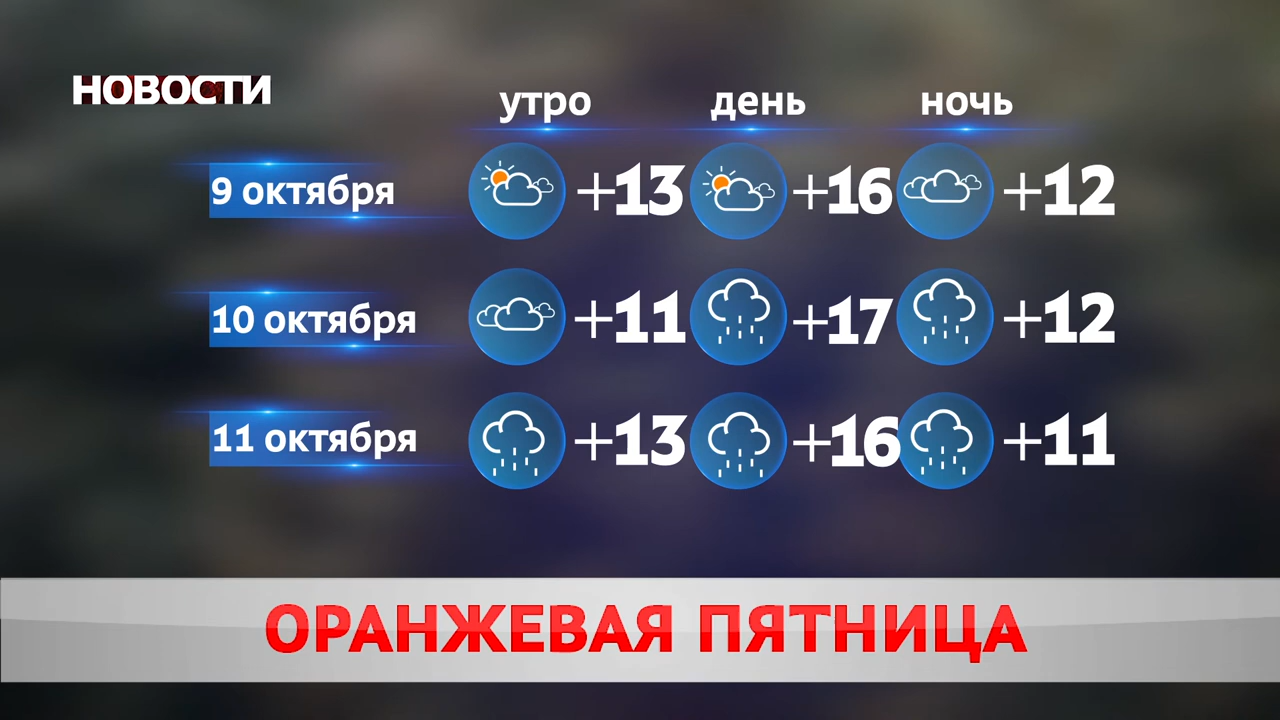 НОВОСТИ
утро день ночь
9 октября +13 +16 +12
10 октября +11 +17 +12
11 октября +13 +16 +11
ОРАНЖЕВАЯ ПЯТНИЦА